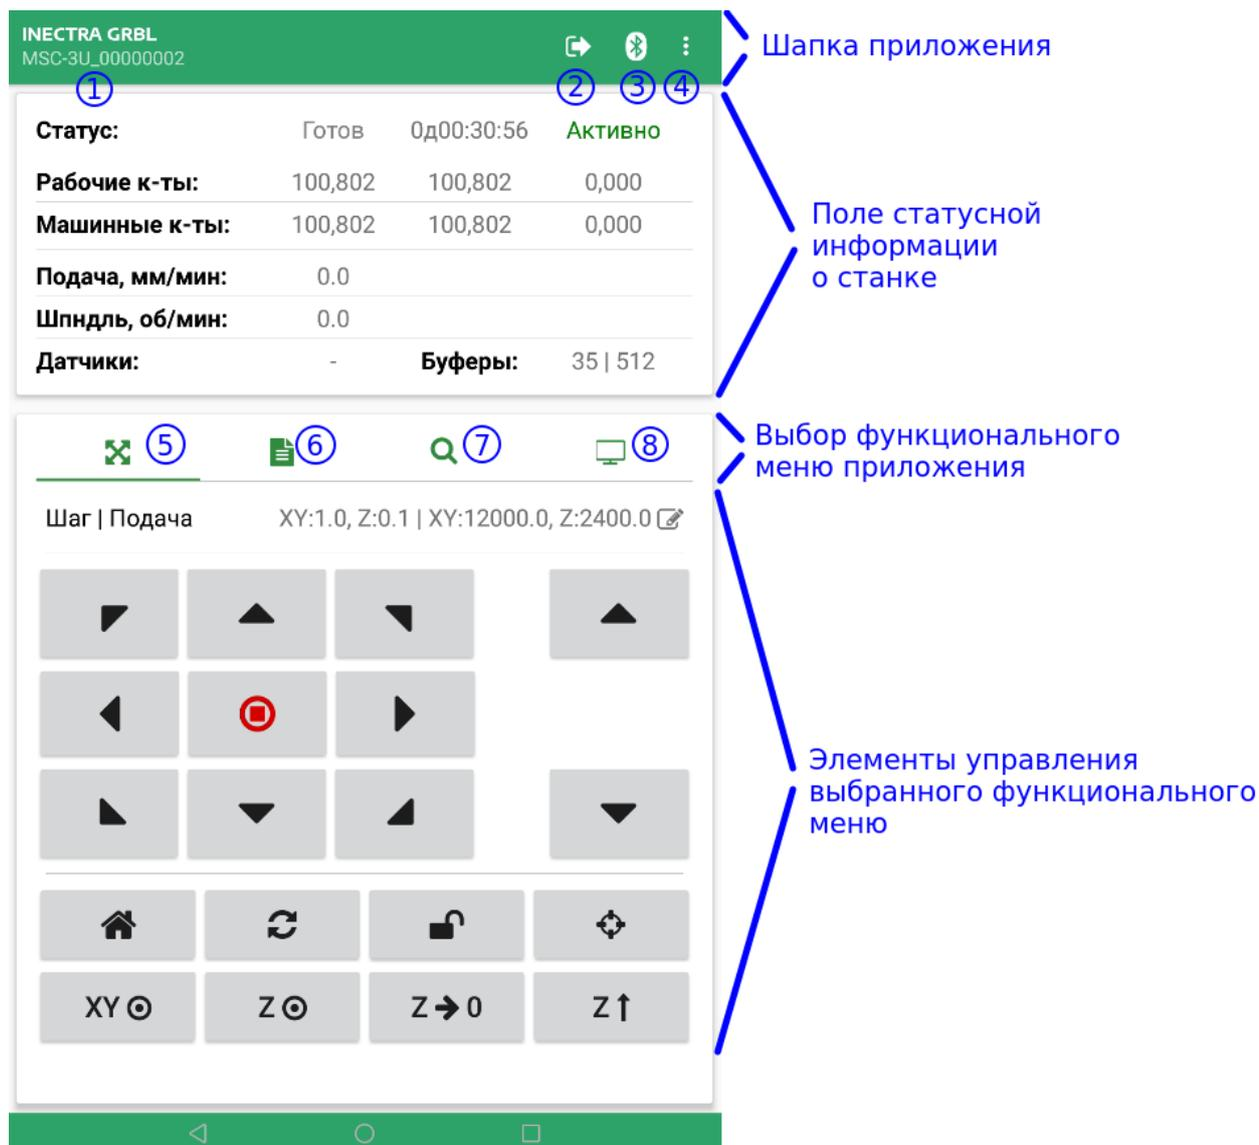 INECTRA GRBL
MSC-3U_00000002
1 2 3 4
Шапка приложения
Статус: Готов 0д00:30:56 Активно
Рабочие к-ты: 100,802 100,802 0,000
Машинные к-ты: 100,802 100,802 0,000
Подача, мм/мин: 0.0
Шпндль, об/мин: 0.0
Датчики: - Буферы: 35 | 512
Поле статусной
информации
о станке
5 6 7 8
Выбор функционального
меню приложения
Шаг | Подача XY:1.0, Z:0.1 | XY:12000.0, Z:2400.0
Элементы управления
выбранного функционального
меню
XY Z Z → 0 Z ↑